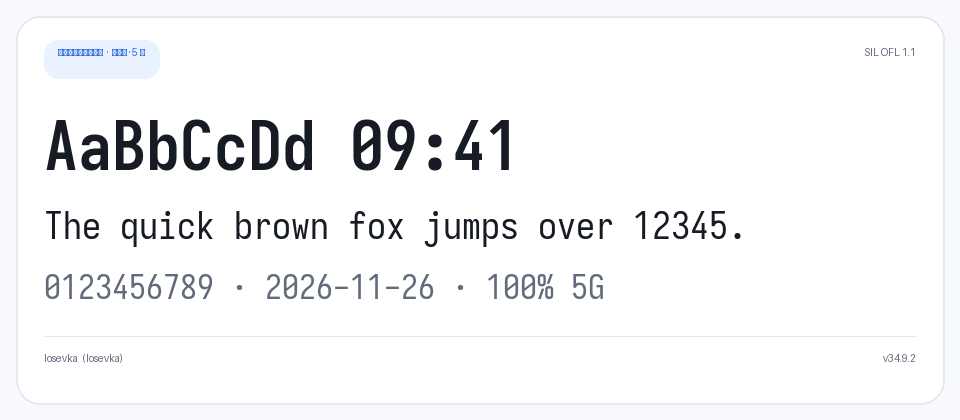 SIL OFL 1.1
AaBbCcDd 09:41
The quick brown fox jumps over 12345.
0123456789 · 2026-11-26 · 100% 5G
Iosevka (Iosevka)
v34.9.2